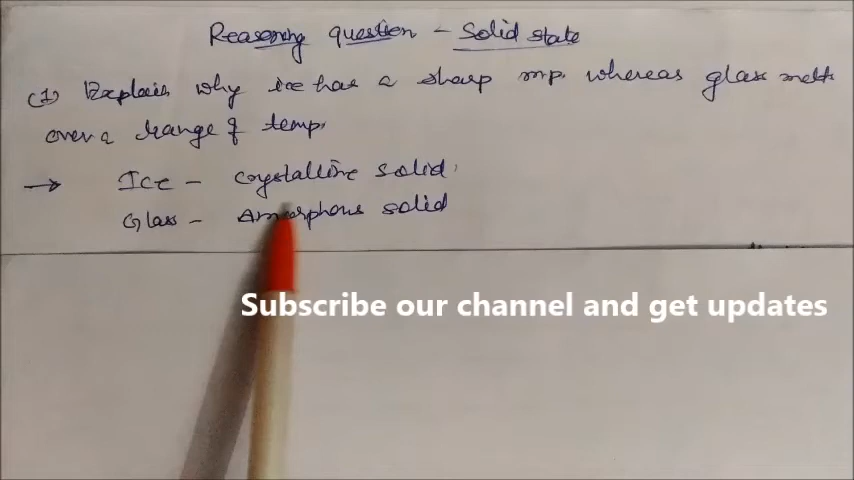 Reasoning question - Solid state
(1) Explain why ice has a sharp mp. whereas glass melts
over a range of temp.
→ Ice - crystalline solid.
Glass - Amorphous solid
Subscribe our channel and get updates